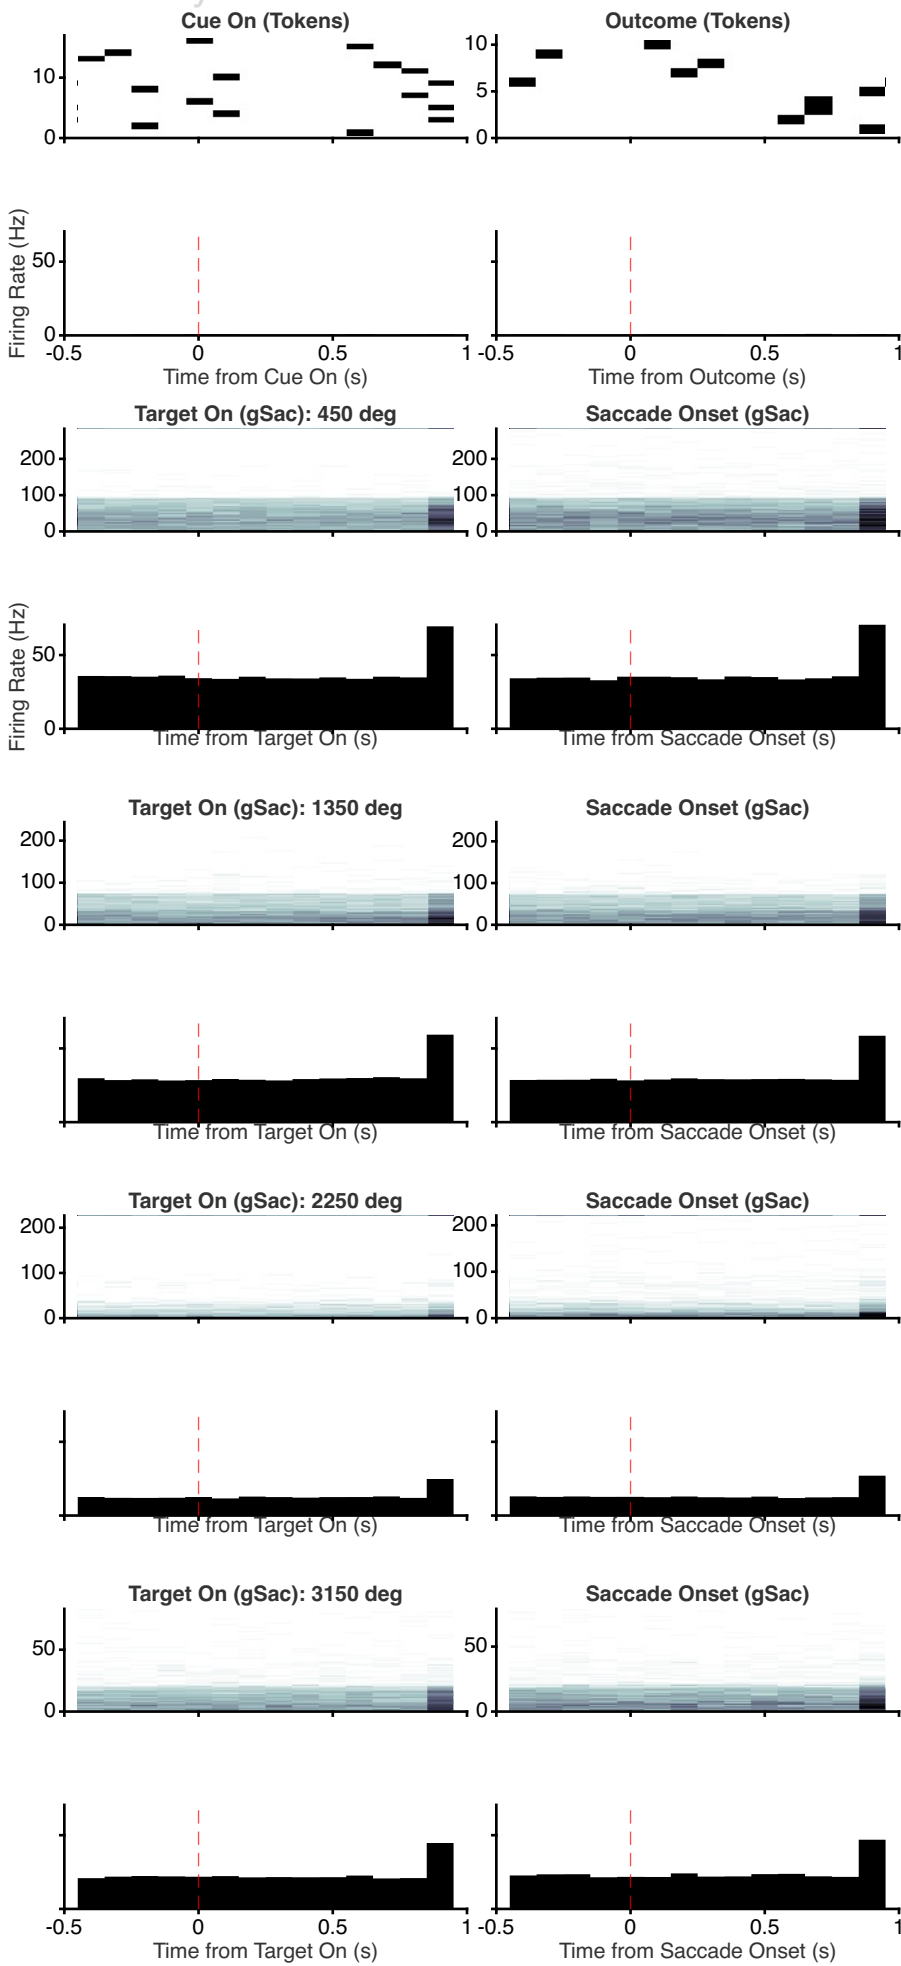 Cue On (Tokens)
Outcome (Tokens)
10
0
10
5
0
Firing Rate (Hz)
50
0
-0.5
0
0.5
1
-0.5
0
0.5
1
Time from Cue On (s)
Time from Outcome (s)
Target On (gSac): 450 deg
Saccade Onset (gSac)
200
100
0
200
100
0
Firing Rate (Hz)
50
0
Time from Target On (s)
Time from Saccade Onset (s)
Target On (gSac): 1350 deg
Saccade Onset (gSac)
200
100
0
200
100
0
Time from Target On (s)
Time from Saccade Onset (s)
Target On (gSac): 2250 deg
Saccade Onset (gSac)
200
100
0
200
100
0
Time from Target On (s)
Time from Saccade Onset (s)
Target On (gSac): 3150 deg
Saccade Onset (gSac)
50
0
50
0
-0.5
0
0.5
1
-0.5
0
0.5
1
Time from Target On (s)
Time from Saccade Onset (s)